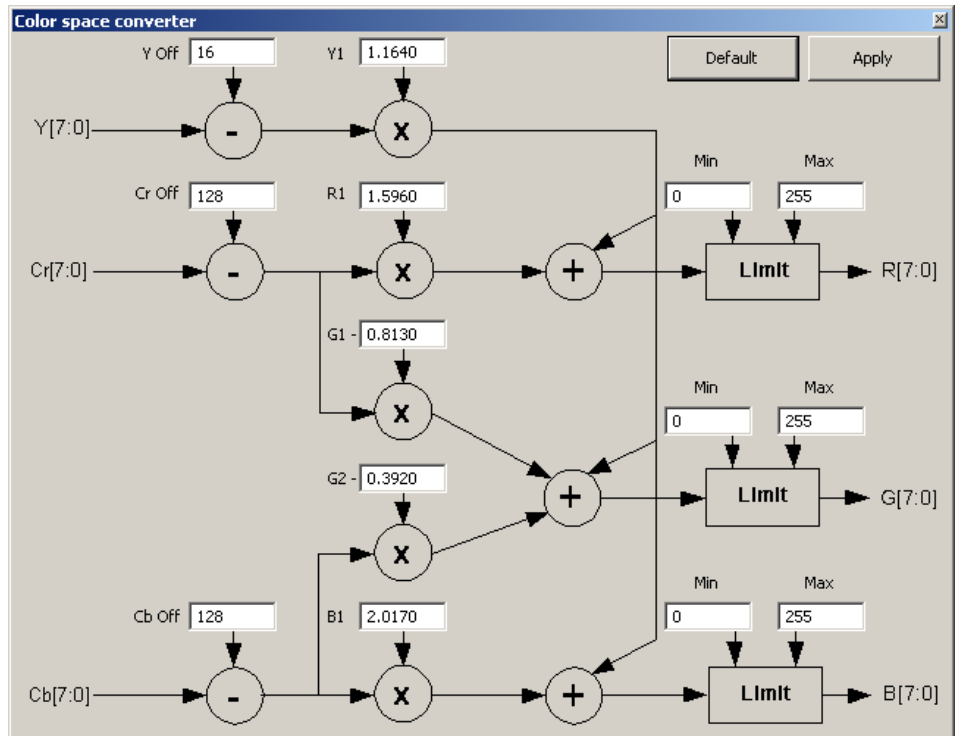 Color space converter
Y Off 16 Y1 1.1640 Default Apply
Y[7:0] - X
Min Max
Cr Off 128 R1 1.5960 0 255
Cr[7:0] - X + Limit R[7:0]
G1 - 0.8130
Min Max
X 0 255
G2 - 0.3920
+ Limit G[7:0]
X
Min Max
Cb Off 128 B1 2.0170 0 255
Cb[7:0] - X + Limit B[7:0]